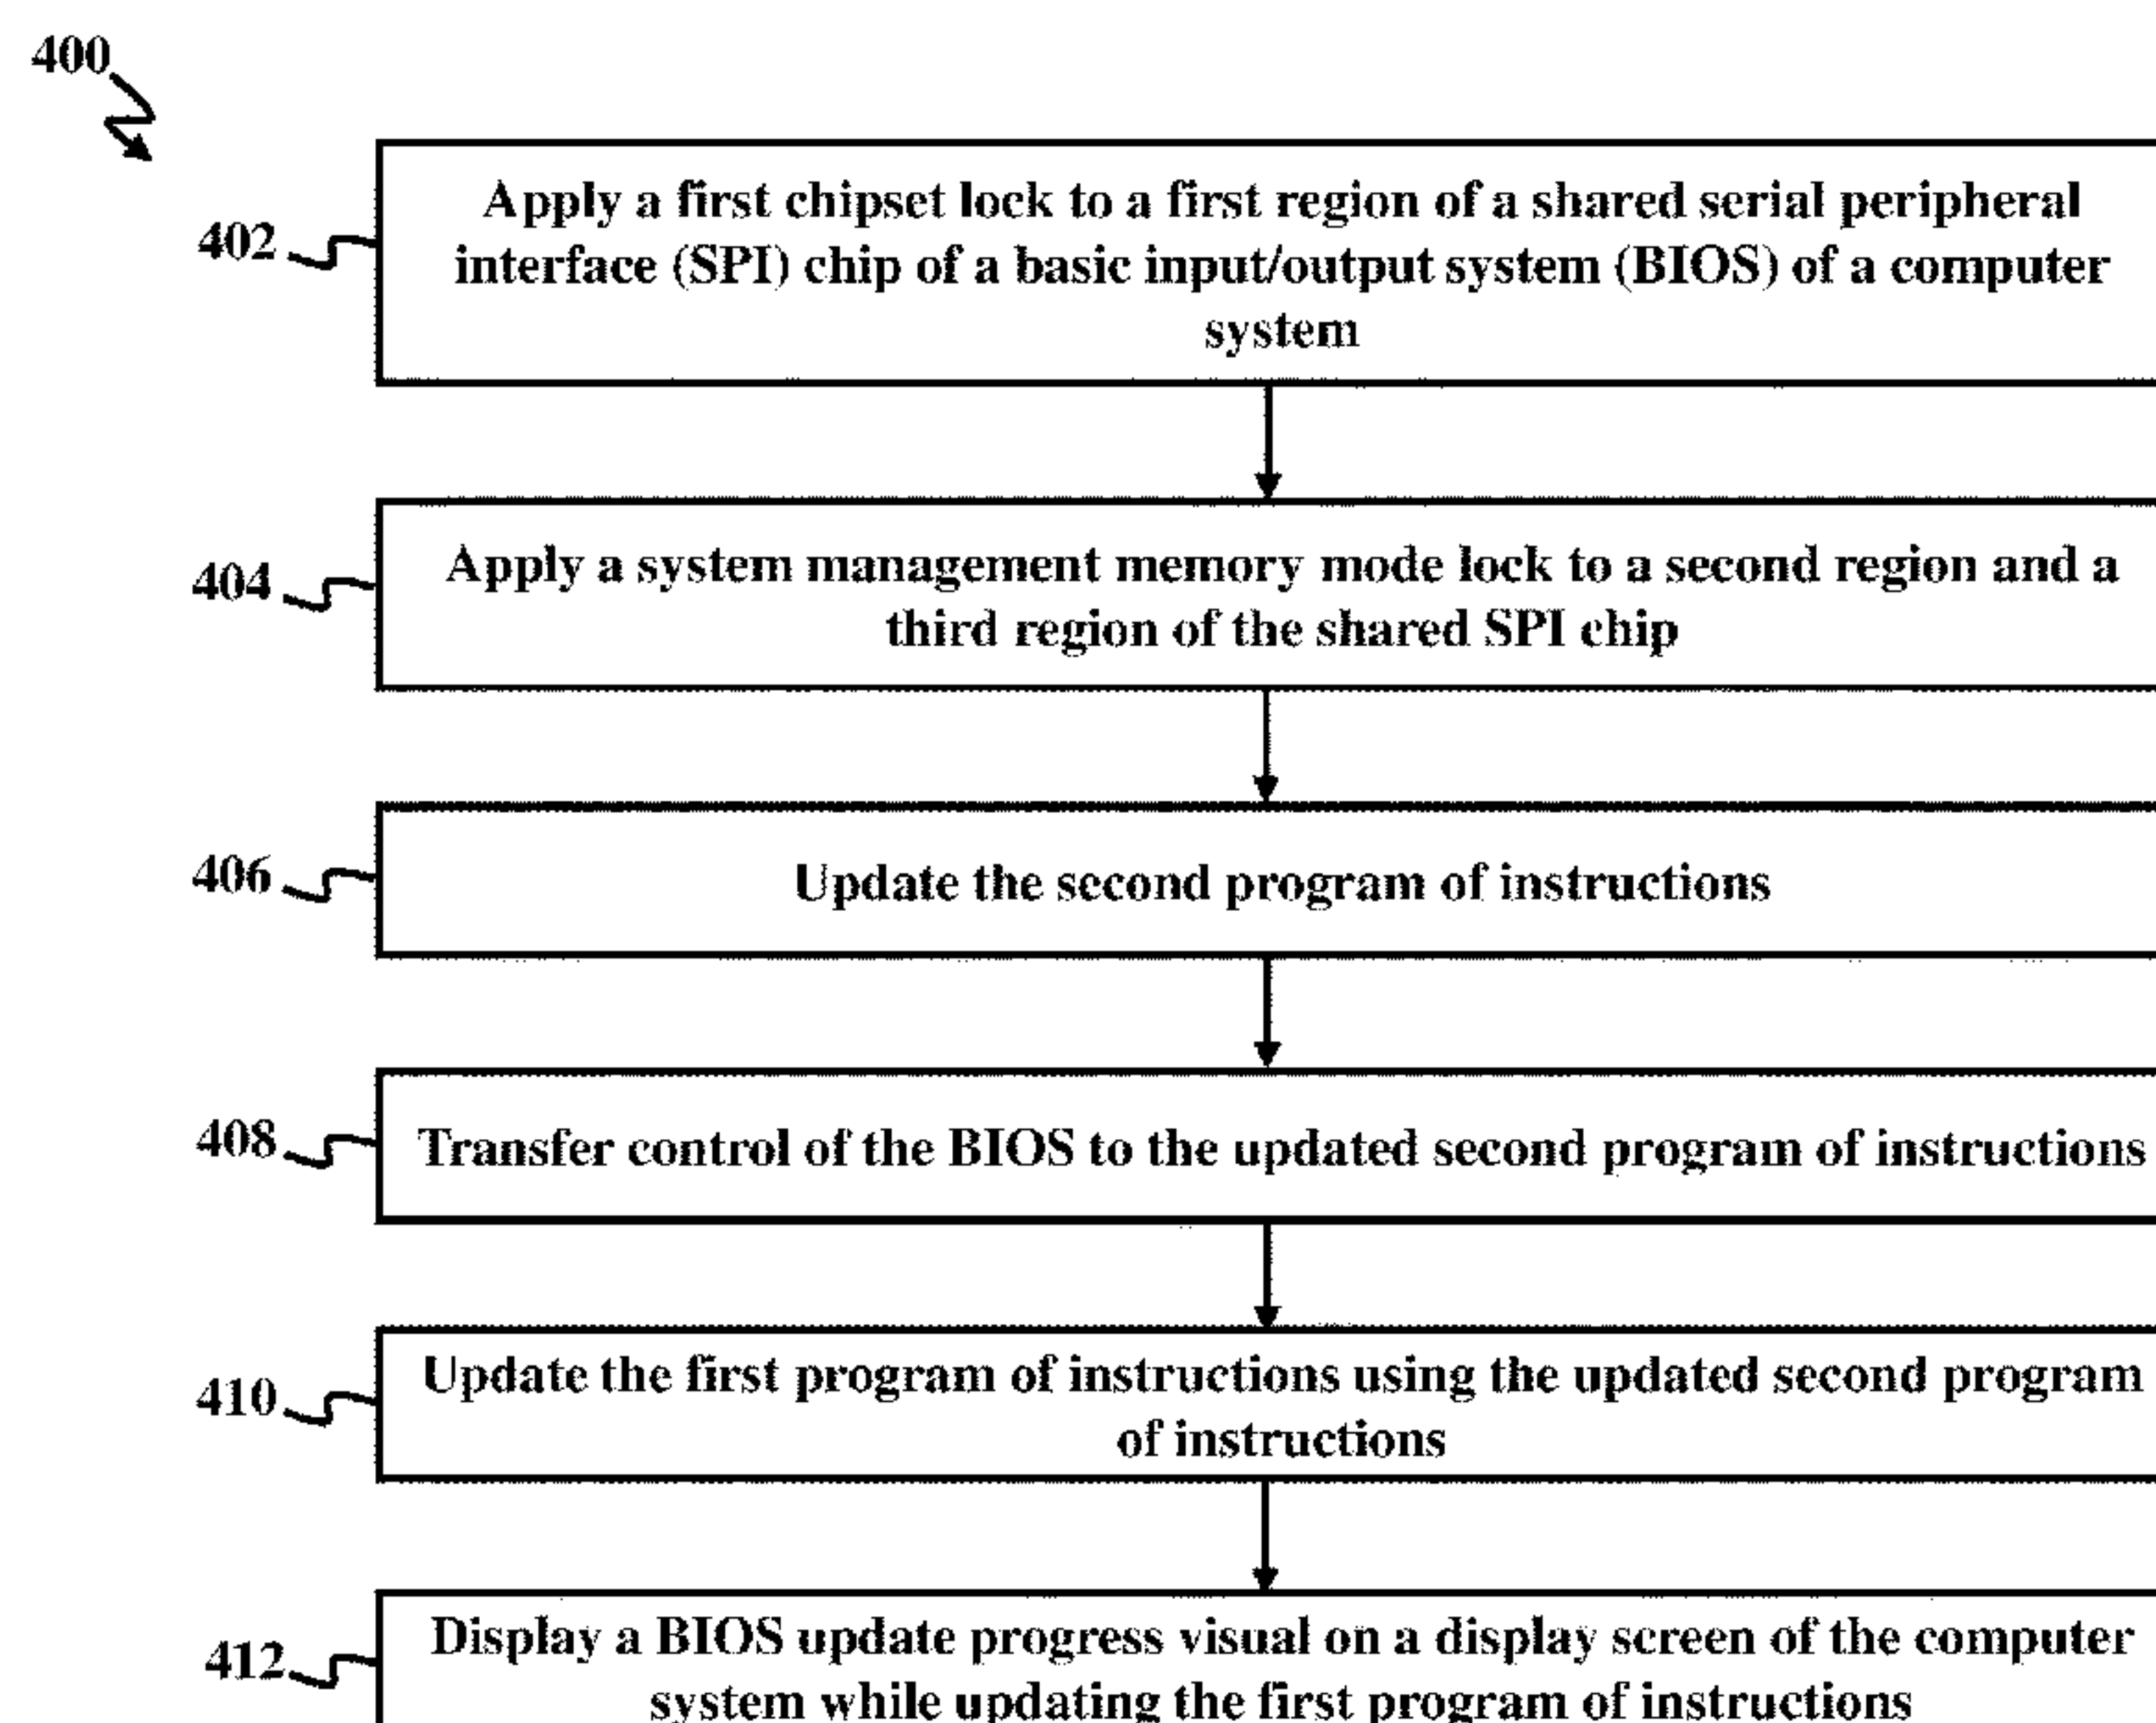 400
402
Apply a first chipset lock to a first region of a shared serial peripheral
interface (SPI) chip of a basic input/output system (BIOS) of a computer
system
404
Apply a system management memory mode lock to a second region and a
third region of the shared SPI chip
406
Update the second program of instructions
408
Transfer control of the BIOS to the updated second program of instructions
410
Update the first program of instructions using the updated second program
of instructions
412
Display a BIOS update progress visual on a display screen of the computer
system while updating the first program of instructions